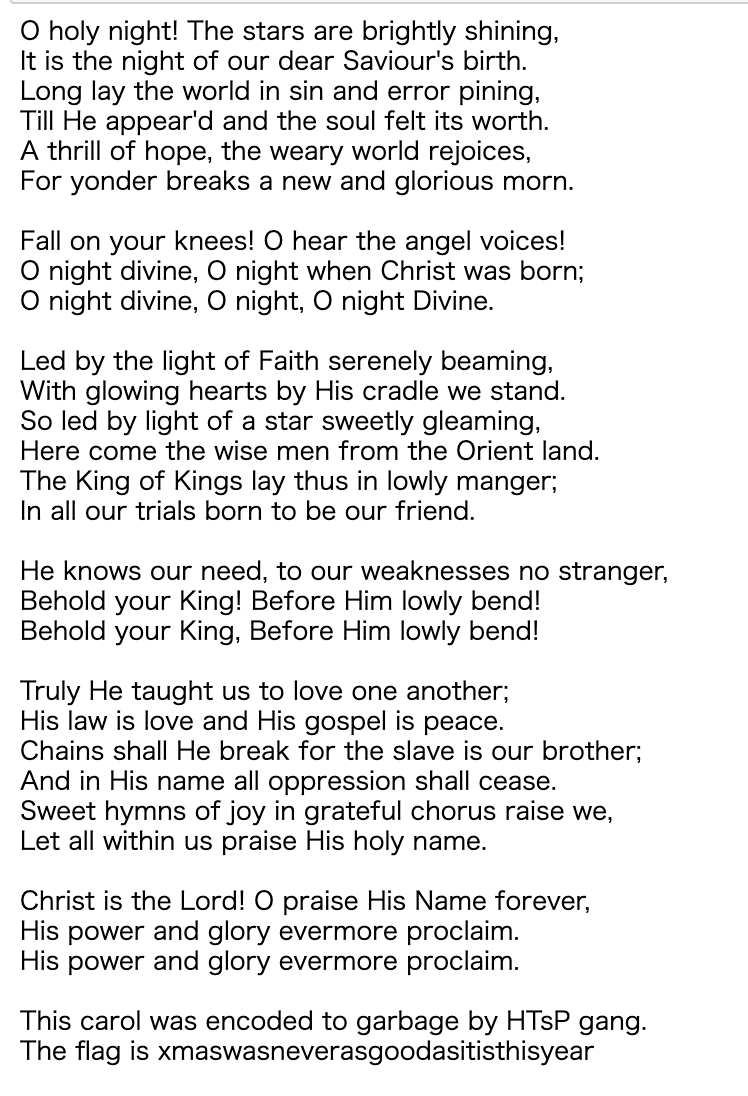 O holy night! The stars are brightly shining,
It is the night of our dear Saviour's birth.
Long lay the world in sin and error pining,
Till He appear'd and the soul felt its worth.
A thrill of hope, the weary world rejoices,
For yonder breaks a new and glorious morn.

Fall on your knees! O hear the angel voices!
O night divine, O night when Christ was born;
O night divine, O night, O night Divine.

Led by the light of Faith serenely beaming,
With glowing hearts by His cradle we stand.
So led by light of a star sweetly gleaming,
Here come the wise men from the Orient land.
The King of Kings lay thus in lowly manger;
In all our trials born to be our friend.

He knows our need, to our weaknesses no stranger,
Behold your King! Before Him lowly bend!
Behold your King, Before Him lowly bend!

Truly He taught us to love one another;
His law is love and His gospel is peace.
Chains shall He break for the slave is our brother;
And in His name all oppression shall cease.
Sweet hymns of joy in grateful chorus raise we,
Let all within us praise His holy name.

Christ is the Lord! O praise His Name forever,
His power and glory evermore proclaim.
His power and glory evermore proclaim.

This carol was encoded to garbage by HTsP gang.
The flag is xmaswasneverasgoodasitisthisyear